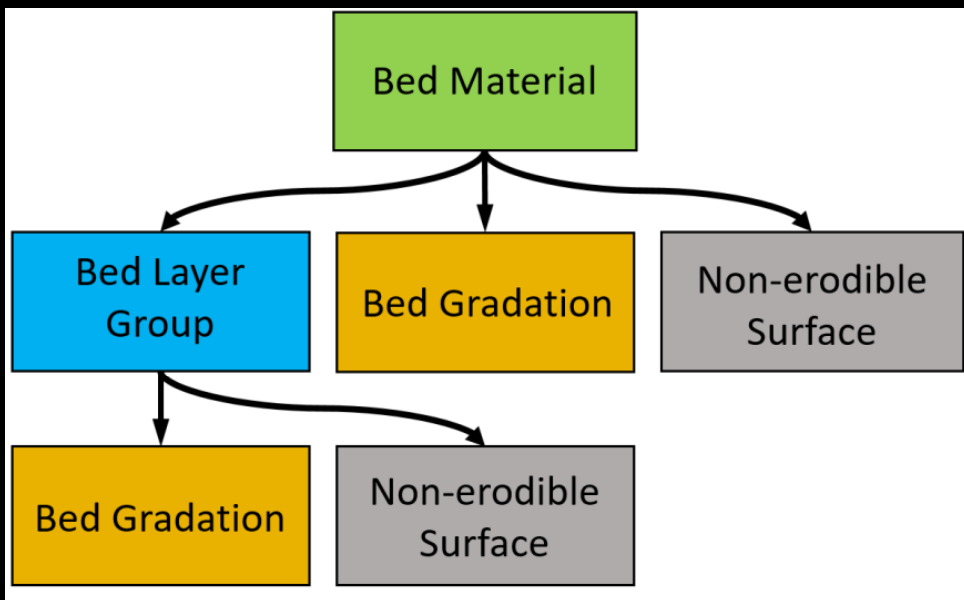 Bed Material
Bed Layer
Group
Bed Gradation
Non-erodible
Surface
Bed Gradation
Non-erodible
Surface